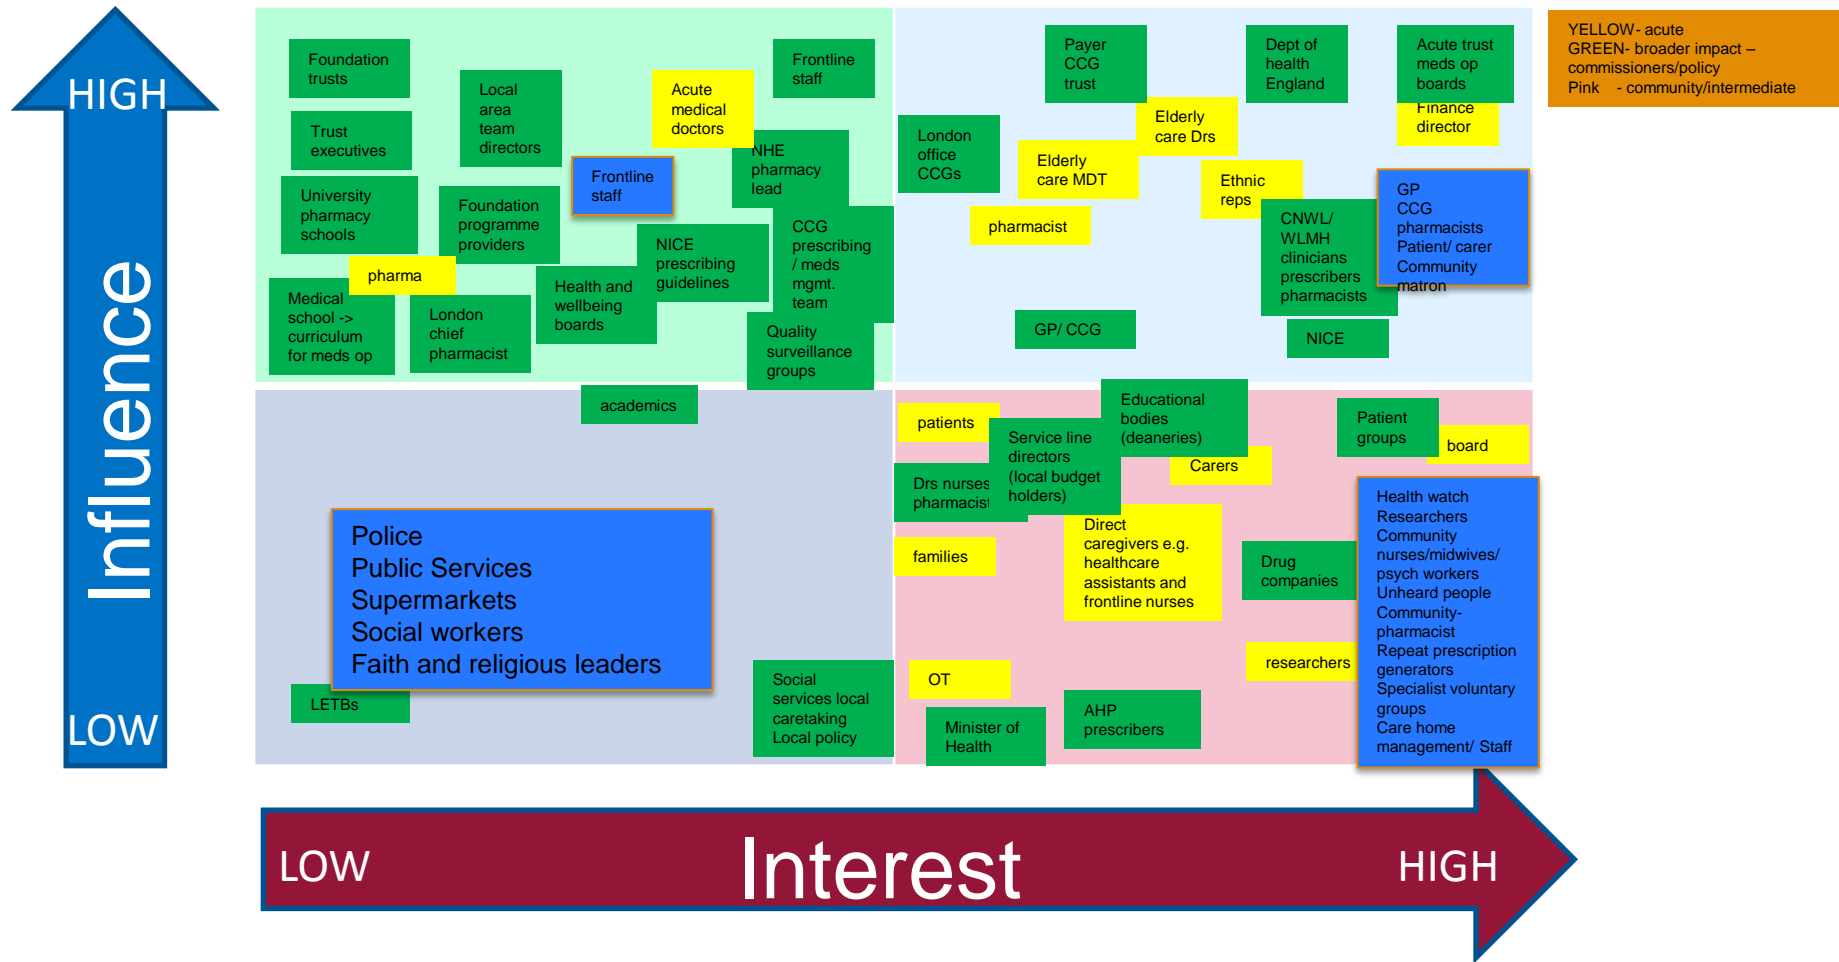 HIGH
Influence
LOW
Foundation
trusts
Trust
executives
University
pharmacy
schools
Medical
school ->
curriculum
for meds op
pharma
Local
area
team
directors
Foundation
programme
providers
London
chief
pharmacist
Frontline
staff
Health and
wellbeing
boards
Acute
medical
doctors
NICE
prescribing
guidelines
Frontline
staff
NHE
pharmacy
lead
CCG
prescribing
/ meds
mgmt.
team
Quality
surveillance
groups
London
office
CCGs
Payer
CCG
trust
Elderly
care MDT
Elderly
care Drs
pharmacist
GP/ CCG
Dept of
health
England
Ethnic
reps
CNWL/
WLMH
clinicians
prescribers
pharmacists
NICE
Acute trust
meds op
boards
Finance
director
GP
CCG
pharmacists
Patient/ carer
Community
matron
academics
Police
Public Services
Supermarkets
Social workers
Faith and religious leaders
LETBs
Social
services local
caretaking
Local policy
patients
Drs nurses
pharmacist
families
OT
Minister of
Health
Service line
directors
(local budget
holders)
Educational
bodies
(deaneries)
Carers
Direct
caregivers e.g.
healthcare
assistants and
frontline nurses
AHP
prescribers
Drug
companies
researchers
Patient
groups
board
Health watch
Researchers
Community
nurses/midwives/
psych workers
Unheard people
Community-
pharmacist
Repeat prescription
generators
Specialist voluntary
groups
Care home
management/ Staff
LOW
Interest
HIGH
YELLOW- acute
GREEN- broader impact –
commissioners/policy
Pink - community/intermediate